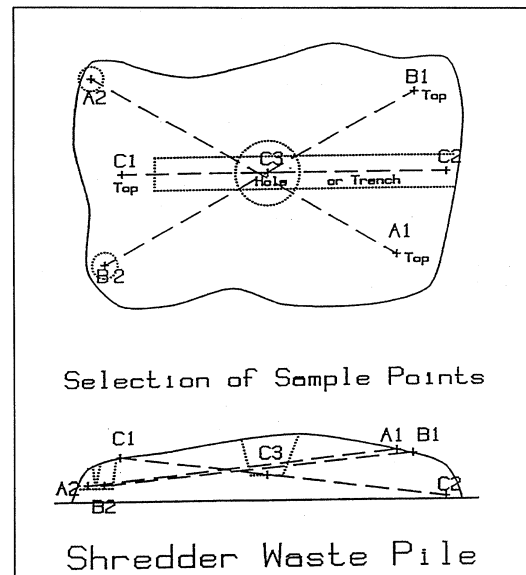 A2
B1
Top
C1
C3
C2
Top
Hole or Trench
A1
Top
B2
Selection of Sample Points
C1
A1 B1
C3
A2
B2
C2
Shredder Waste Pile